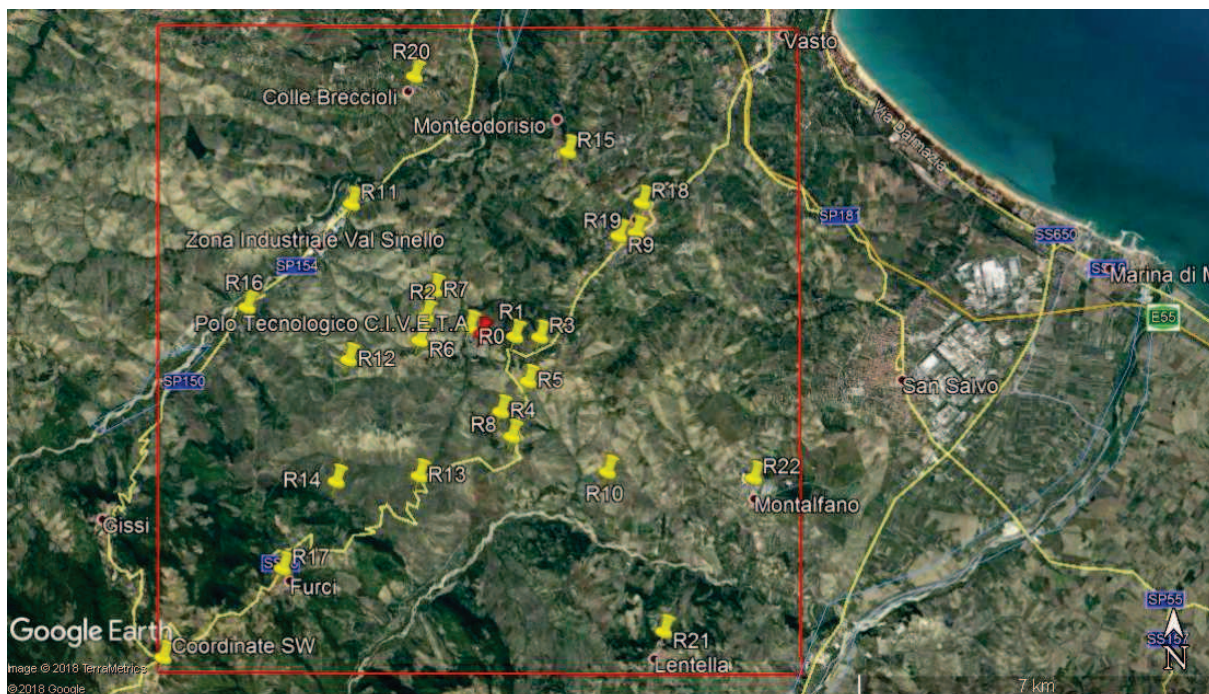 Vasto
R20
Colle Breccioli
Monteodorisio
R15
Via Dalmazia
R11
R18
SP181
R19
R9
SS650
Zona Industriale Val Sinello
SP154
Marina di M
R16
R2
R7
E55
Polo Tecnologico C.I.V.E.T.A
R1
R0
R3
R6
R12
R5
SP150
San Salvo
R4
R8
R14
R13
R10
R22
Montalfano
Gissi
R17
Furci
SP55
Google Earth
Coordinate SW
R21
SS157
N
Lentella
Image © 2018 TerraMetrics
© 2018 Google
7 km